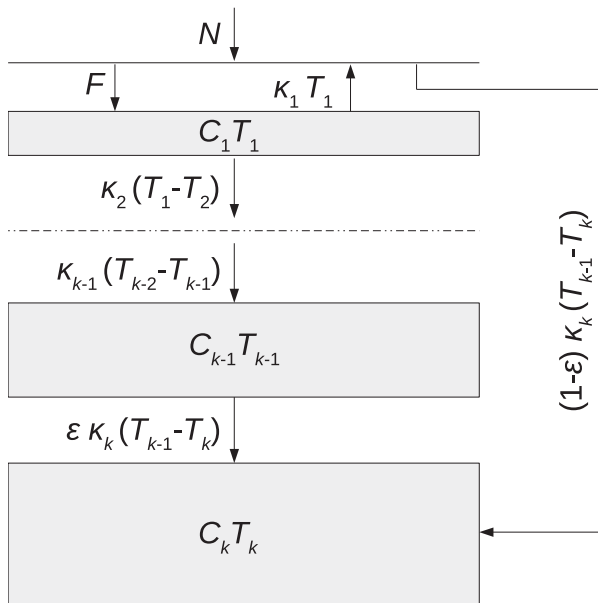 N
F
κ₁ T₁
C₁T₁
κ₂ (T₁-T₂)
κₖ₋₁ (Tₖ₋₂-Tₖ₋₁)
Cₖ₋₁Tₖ₋₁
(1-ε) κₖ (Tₖ₋₁-Tₖ)
ε κₖ (Tₖ₋₁-Tₖ)
CₖTₖ